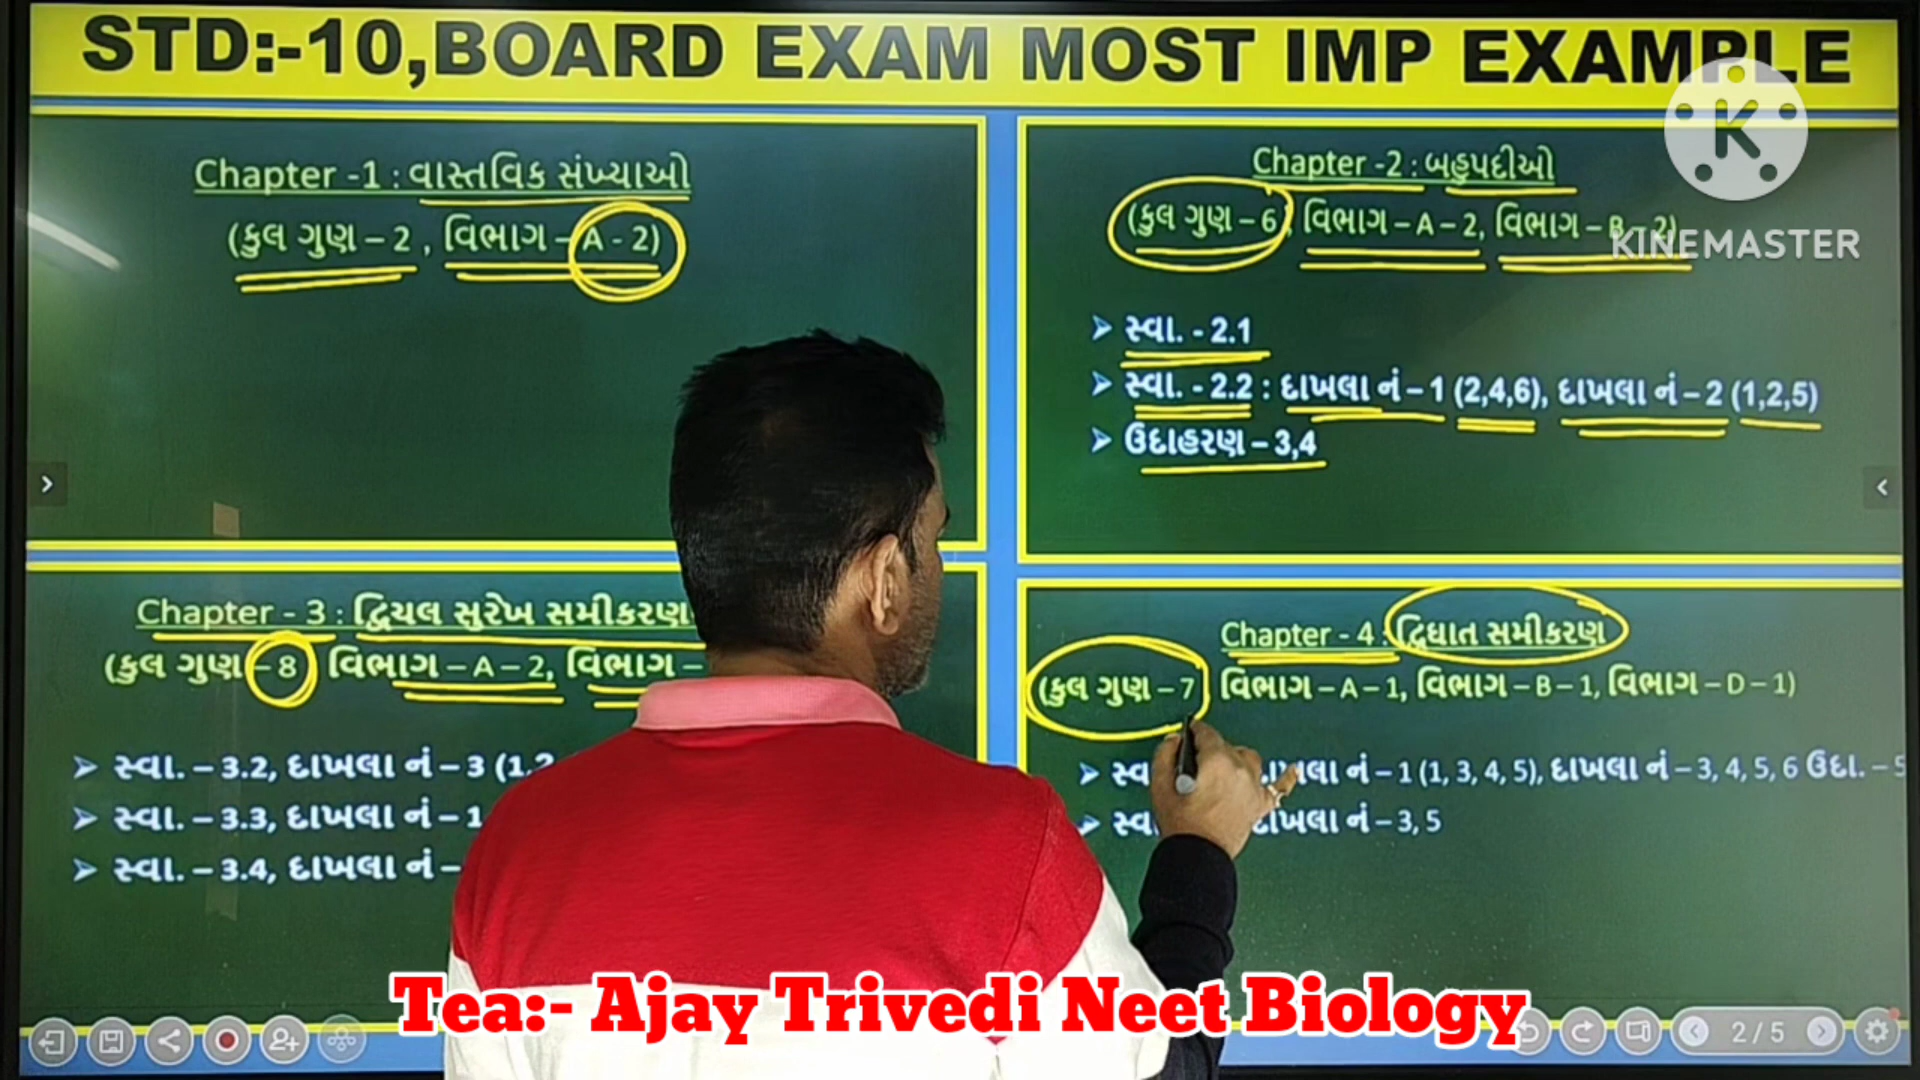 STD:-10,BOARD EXAM MOST IMP EXAMPLE
Chapter -1 : વાસ્તવિક સંખ્યાઓ
(કુલ ગુણ – 2 , વિભાગ – A - 2)
Chapter -2 : બહુપદીઓ
(કુલ ગુણ – 6, વિભાગ – A – 2, વિભાગ – B – 2)
➤ સ્વા. - 2.1
➤ સ્વા. - 2.2 : દાખલા નં – 1 (2,4,6), દાખલા નં – 2 (1,2,5)
➤ ઉદાહરણ – 3,4
K
KINEMASTER
Chapter - 3 : દ્વિચલ સુરેખ સમીકરણ
(કુલ ગુણ – 8 વિભાગ – A – 2, વિભાગ –
➤ સ્વા. – 3.2, દાખલા નં – 3 (1,2
➤ સ્વા. – 3.3, દાખલા નં – 1
➤ સ્વા. – 3.4, દાખલા નં –
Chapter - 4 : દ્વિઘાત સમીકરણ
(કુલ ગુણ – 7, વિભાગ – A – 1, વિભાગ – B – 1, વિભાગ – D – 1)
➤ નં – 1 (1, 3, 4, 5), દાખલા નં – 3, 4, 5, 6 ઉદા. – 5
➤ દાખલા નં – 3, 5
Tea:- Ajay Trivedi Neet Biology
2 / 5